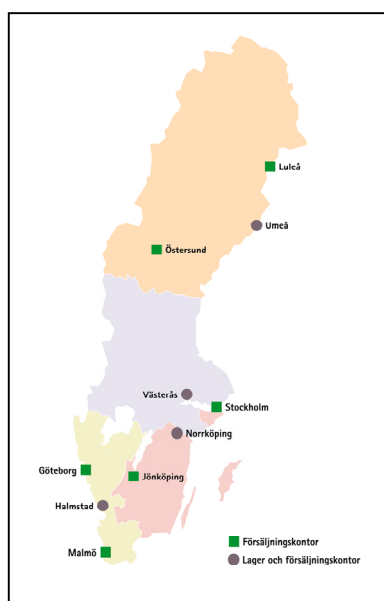 Luleå
Umeå
Östersund
Västerås
Stockholm
Norrköping
Göteborg
Jönköping
Halmstad
Försäljningskontor
Malmö
Lager och försäljningskontor